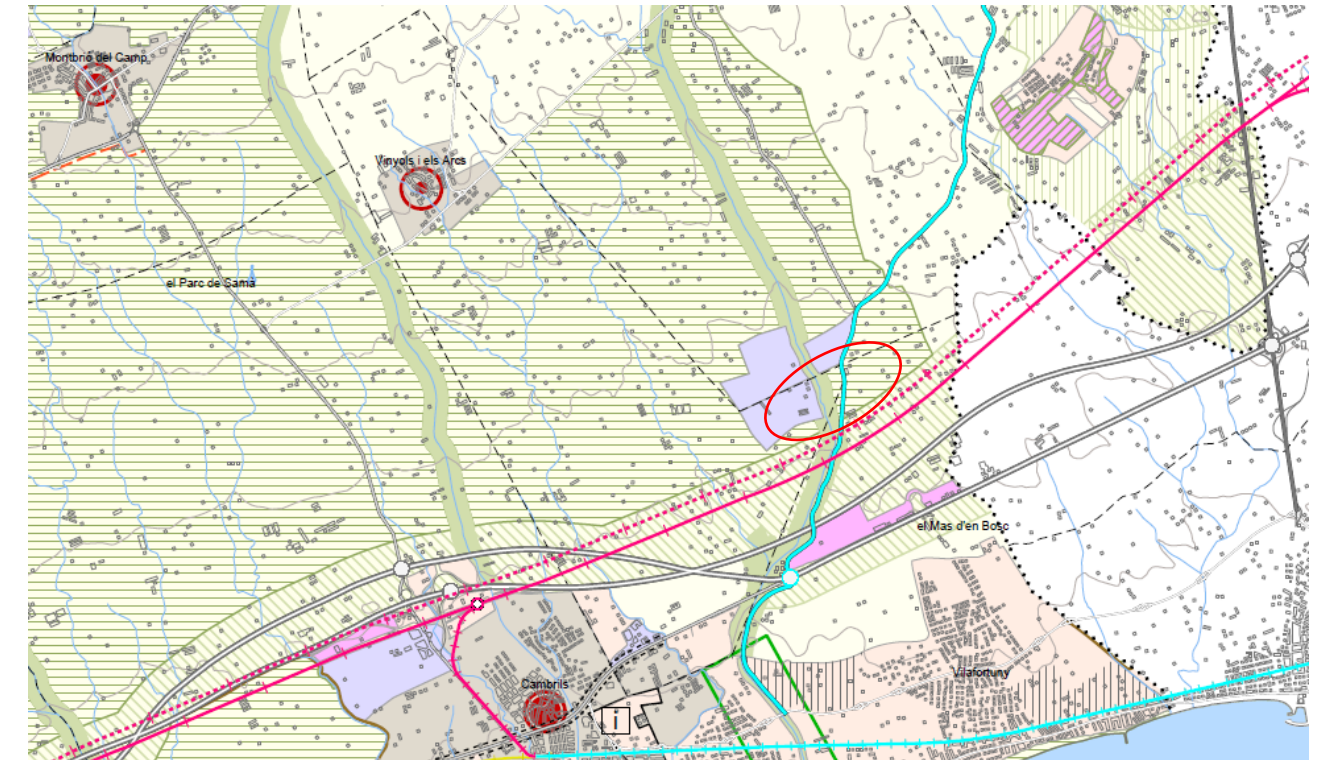 Montbrió del Camp
Vinyols i els Arcs
el Parc de Samà
el Mas d'en Bosc
Vilafortuny
Cambrils
i